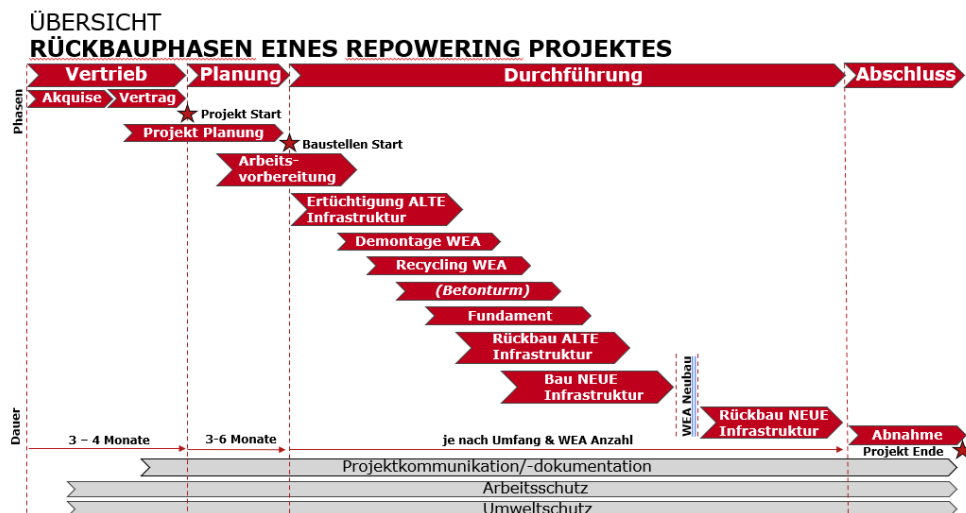 ÜBERSICHT
RÜCKBAUPHASEN EINES REPOWERING PROJEKTES
Vertrieb
Planung
Durchführung
Abschluss
Phasen
Akquise
Vertrag
Projekt Start
Projekt Planung
Baustellen Start
Arbeits-
vorbereitung
Ertüchtigung ALTE
Infrastruktur
Demontage WEA
Recycling WEA
(Betonturm)
Fundament
Rückbau ALTE
Infrastruktur
Bau NEUE
Infrastruktur
WEA Neubau
Rückbau NEUE
Infrastruktur
Abnahme
Projekt Ende
Dauer
3 – 4 Monate
3-6 Monate
je nach Umfang & WEA Anzahl
Projektkommunikation/-dokumentation
Arbeitsschutz
Umweltschutz